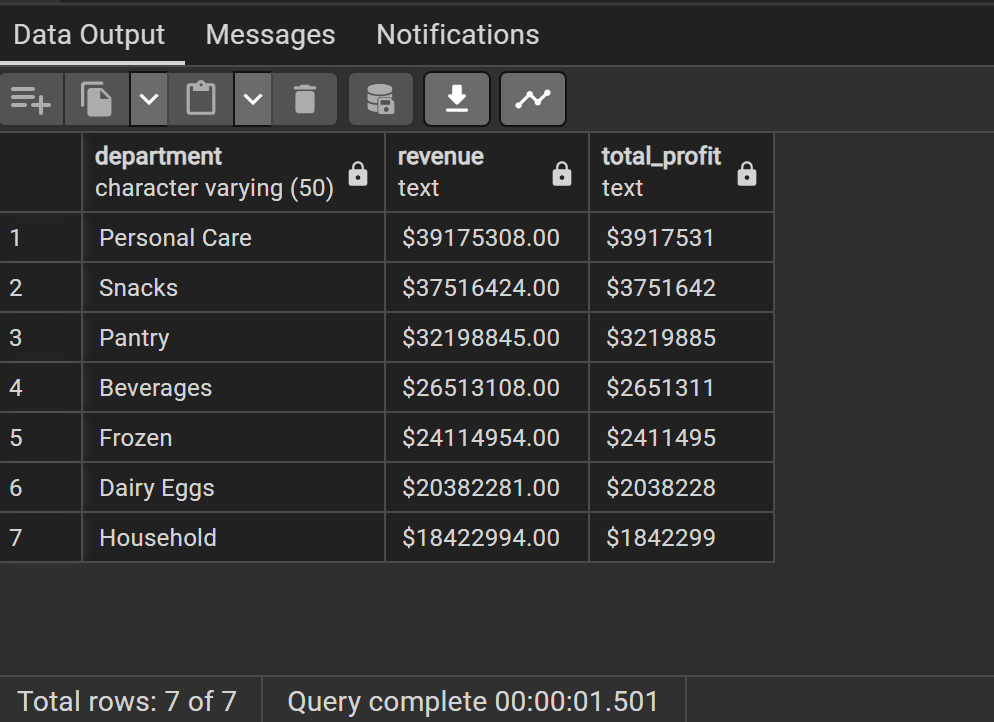 Data Output Messages Notifications
department revenue total_profit
character varying (50) text text
1 Personal Care $39175308.00 $3917531
2 Snacks $37516424.00 $3751642
3 Pantry $32198845.00 $3219885
4 Beverages $26513108.00 $2651311
5 Frozen $24114954.00 $2411495
6 Dairy Eggs $20382281.00 $2038228
7 Household $18422994.00 $1842299
Total rows: 7 of 7 Query complete 00:00:01.501